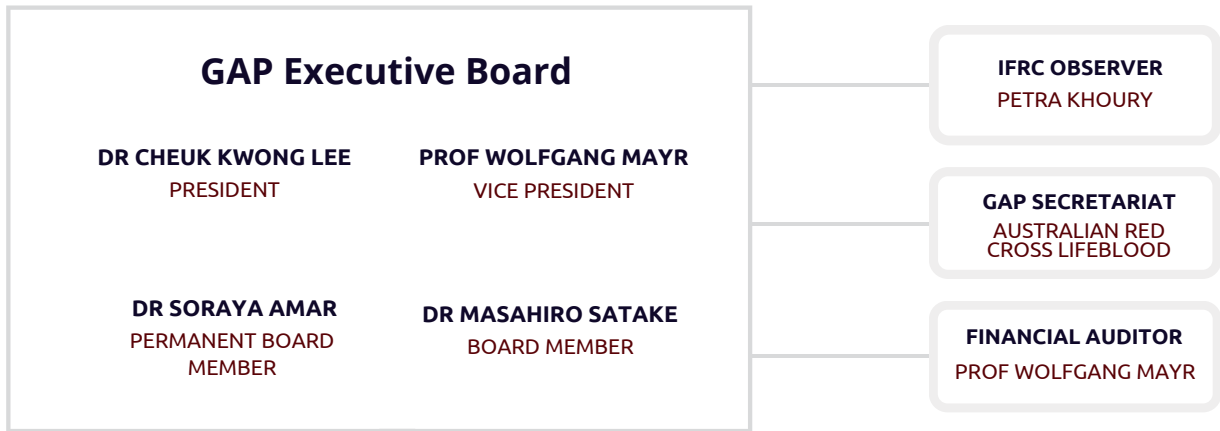 GAP Executive Board
DR CHEUK KWONG LEE
PRESIDENT
PROF WOLFGANG MAYR
VICE PRESIDENT
DR SORAYA AMAR
PERMANENT BOARD
MEMBER
DR MASAHIRO SATAKE
BOARD MEMBER
IFRC OBSERVER
PETRA KHOURY
GAP SECRETARIAT
AUSTRALIAN RED
CROSS LIFEBLOOD
FINANCIAL AUDITOR
PROF WOLFGANG MAYR